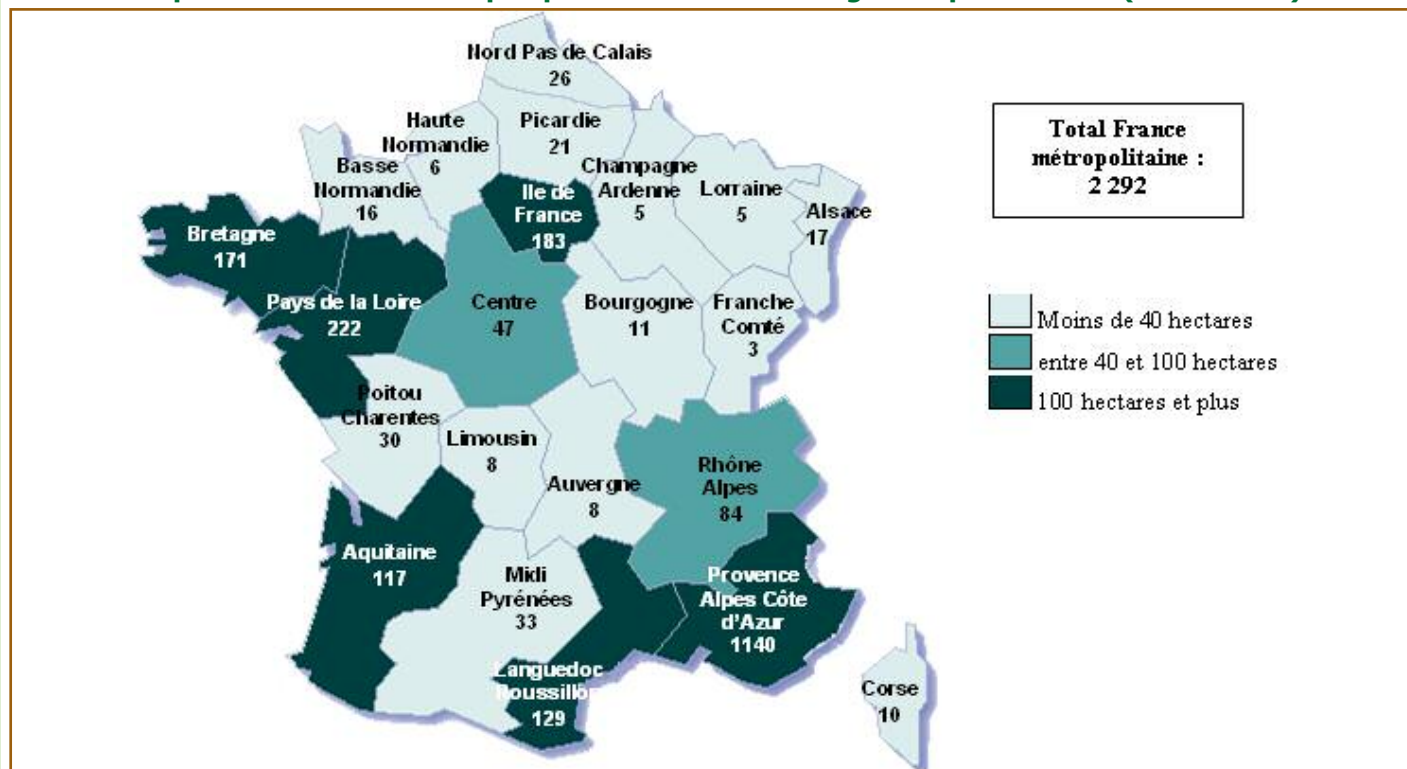 Nord Pas de Calais
26
Haute
Normandie
6
Picardie
21
Basse
Normandie
16
Champagne
Ardenne
5
Lorraine
5
Alsace
17
Ile de
France
183
Bretagne
171
Pays de la Loire
222
Centre
47
Bourgogne
11
Franche
Comté
3
Poitou
Charentes
30
Limousin
8
Auvergne
8
Rhône
Alpes
84
Aquitaine
117
Midi
Pyrénées
33
Provence
Alpes Côte
d'Azur
1140
Languedoc
Roussillon
129
Corse
10
Total France
métropolitaine :
2 292
Moins de 40 hectares
entre 40 et 100 hectares
100 hectares et plus